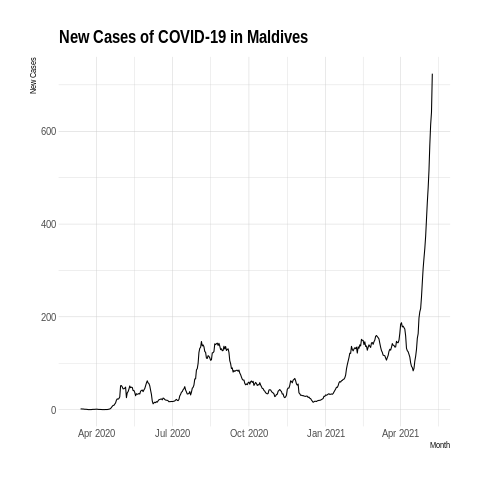 New Cases of COVID-19 in Maldives
New Cases
600
400
200
0
Apr 2020 Jul 2020 Oct 2020 Jan 2021 Apr 2021
Month